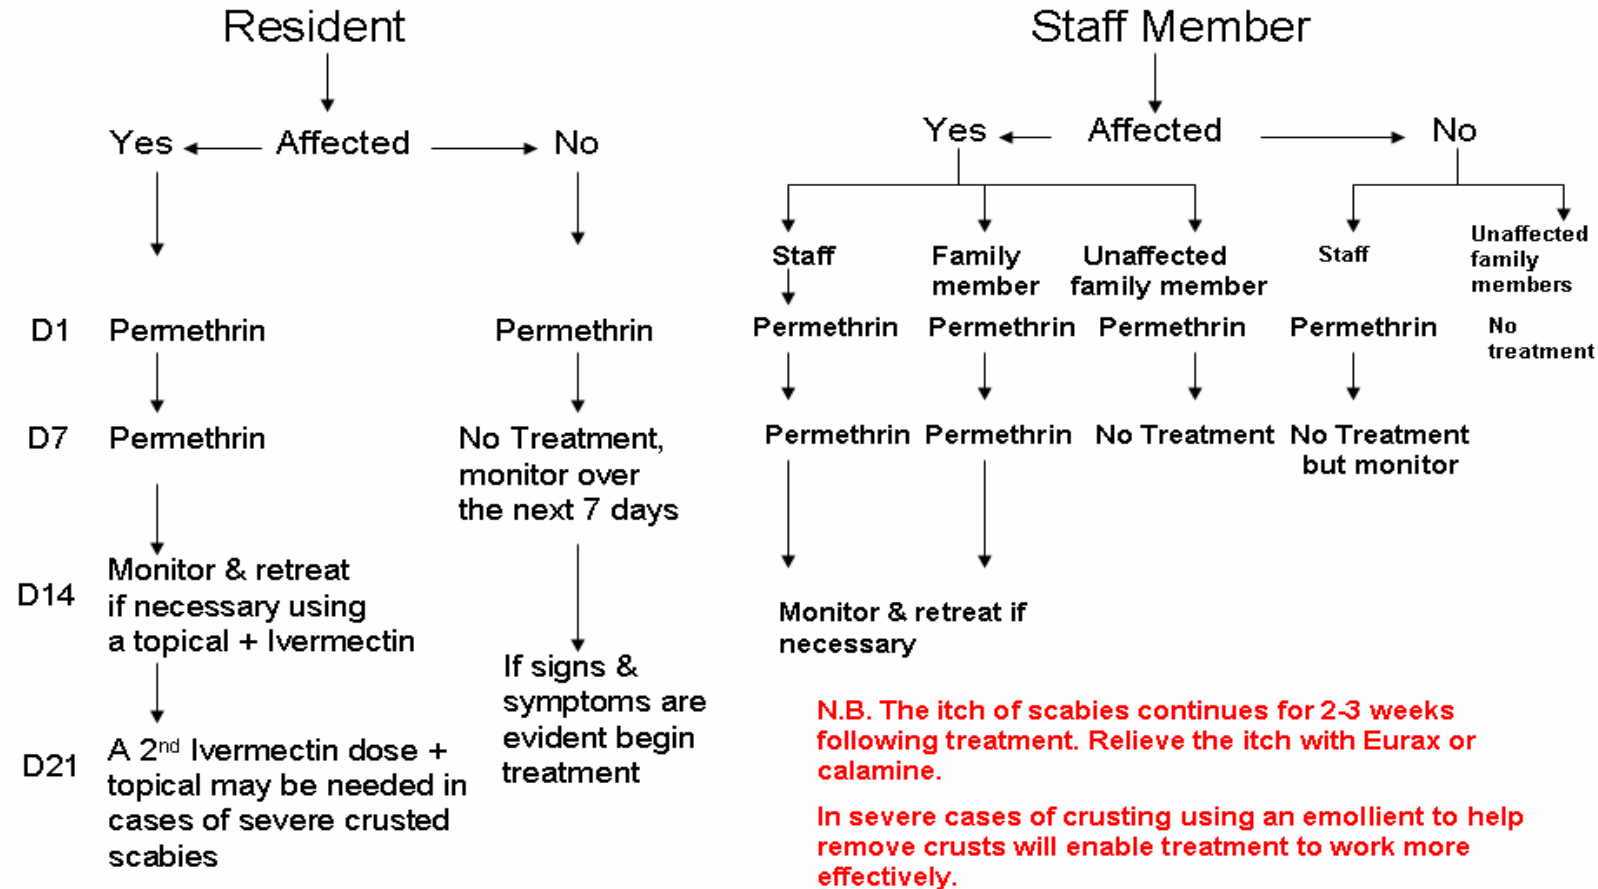 Resident
Staff Member
Yes
Affected
No
Yes
Affected
No
Staff
Family
member
Unaffected
family member
Staff
Unaffected
family
members
D1
Permethrin
Permethrin
Permethrin
Permethrin
Permethrin
Permethrin
No
treatment
D7
Permethrin
No Treatment,
monitor over
the next 7 days
Permethrin
Permethrin
No Treatment
No Treatment
but monitor
D14
Monitor & retreat
if necessary using
a topical + Ivermectin
If signs &
symptoms are
evident begin
treatment
Monitor & retreat if
necessary
D21
A 2nd Ivermectin dose +
topical may be needed in
cases of severe crusted
scabies
N.B. The itch of scabies continues for 2-3 weeks
following treatment. Relieve the itch with Eurax or
calamine.
In severe cases of crusting using an emollient to help
remove crusts will enable treatment to work more
effectively.